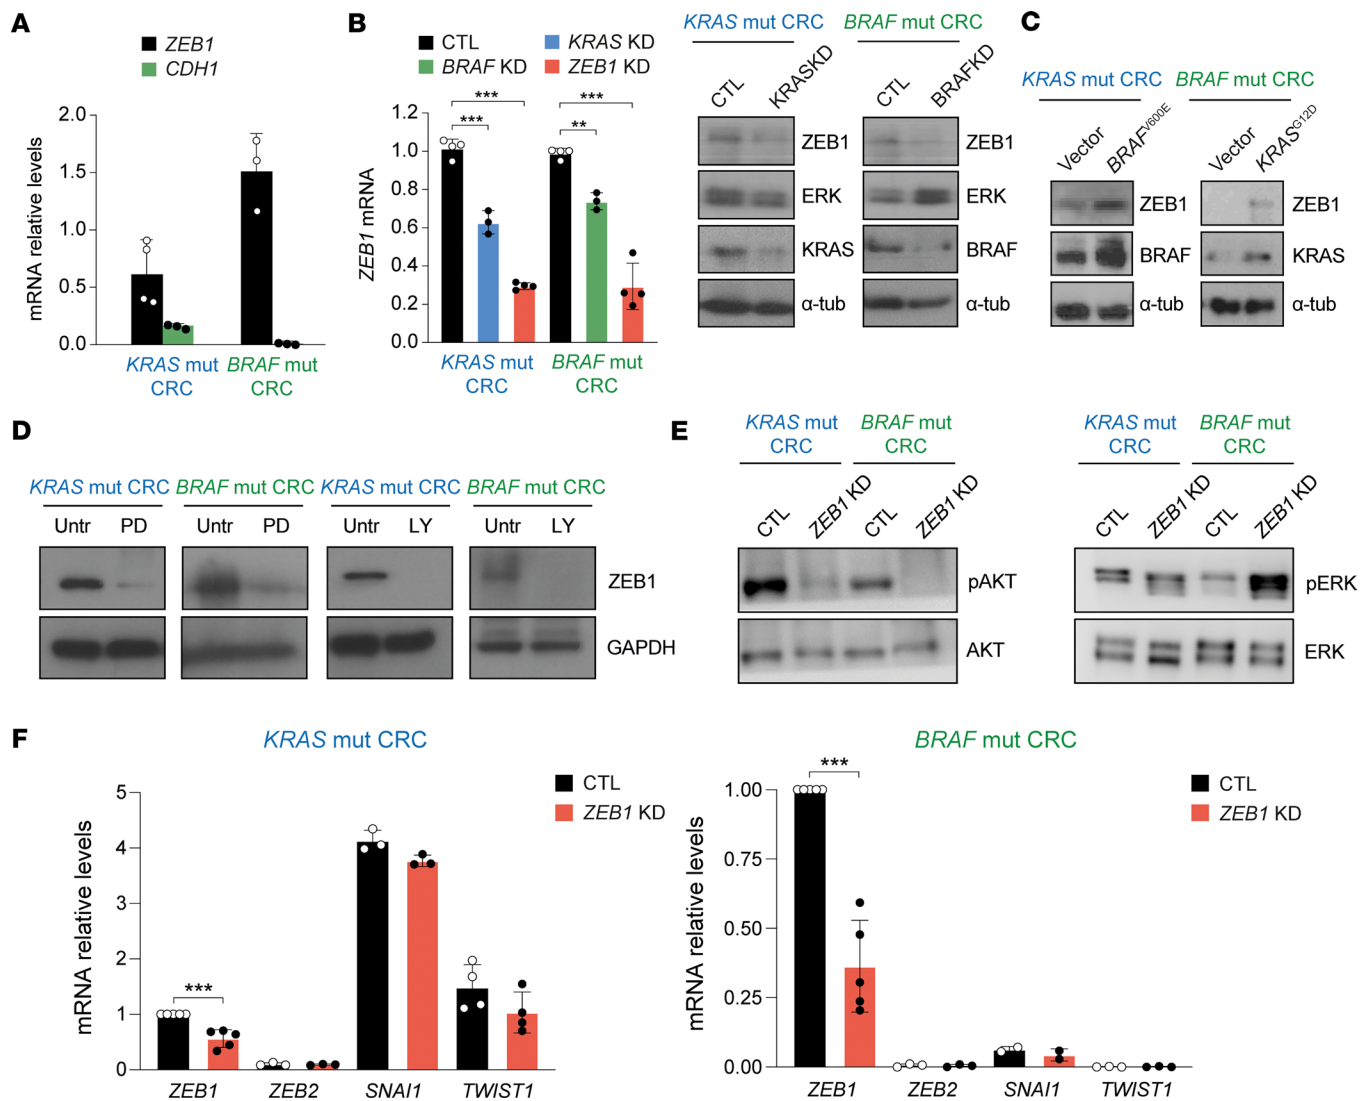 A
ZEB1
CDH1
mRNA relative levels
2.0
1.5
1.0
0.5
0.0
KRAS mut
CRC
BRAF mut
CRC
B
CTL
KRAS KD
BRAF KD
ZEB1 KD
ZEB1 mRNA
1.2
1.0
0.8
0.6
0.4
0.2
0.0
***
***
***
**
KRAS mut
CRC
BRAF mut
CRC
KRAS mut CRC
BRAF mut CRC
CTL
KRASKD
CTL
BRAFKD
ZEB1
ZEB1
ERK
ERK
KRAS
BRAF
α-tub
α-tub
C
KRAS mut CRC
BRAF mut CRC
Vector
BRAFV600E
Vector
KRASG12D
ZEB1
ZEB1
BRAF
KRAS
α-tub
α-tub
D
KRAS mut CRC
BRAF mut CRC
KRAS mut CRC
BRAF mut CRC
Untr
PD
Untr
PD
Untr
LY
Untr
LY
ZEB1
GAPDH
E
KRAS mut
CRC
BRAF mut
CRC
CTL
ZEB1 KD
CTL
ZEB1 KD
pAKT
AKT
KRAS mut
CRC
BRAF mut
CRC
CTL
ZEB1 KD
CTL
ZEB1 KD
pERK
ERK
F
KRAS mut CRC
CTL
ZEB1 KD
mRNA relative levels
5
4
3
2
1
0
***
ZEB1
ZEB2
SNAI1
TWIST1
BRAF mut CRC
CTL
ZEB1 KD
mRNA relative levels
1.00
0.75
0.50
0.25
0.00
***
ZEB1
ZEB2
SNAI1
TWIST1